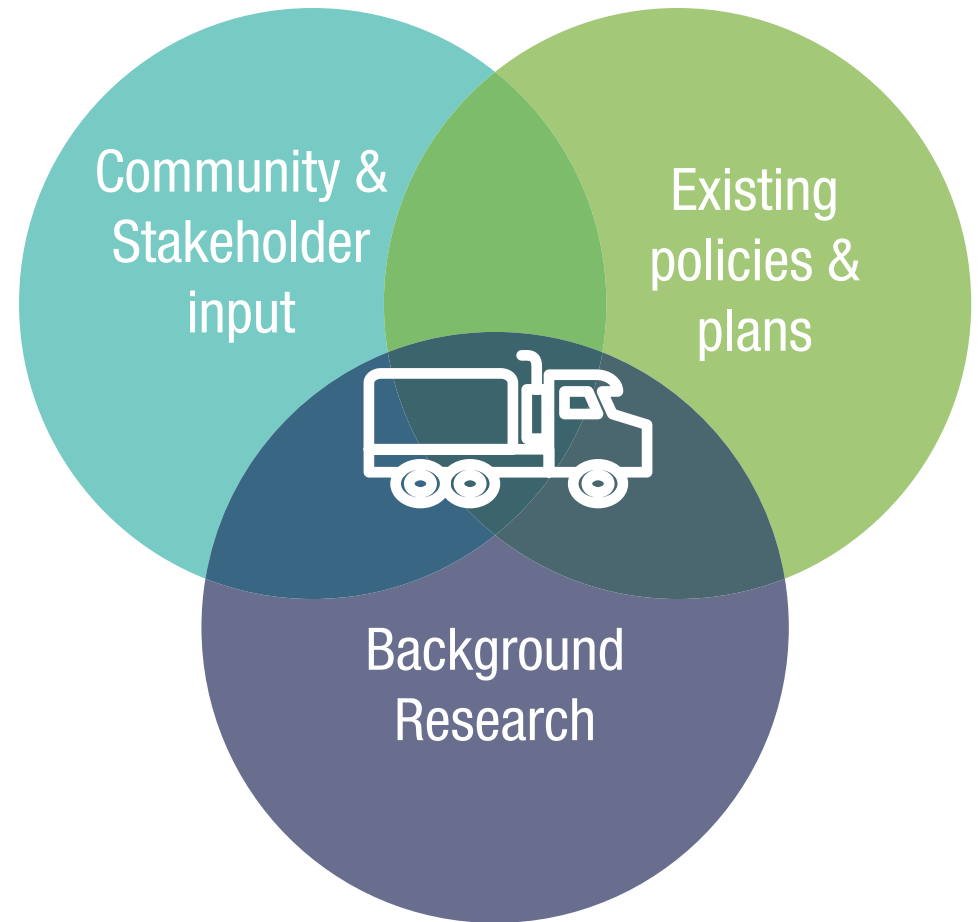 Community &
Stakeholder
input
Existing
policies &
plans
Background
Research